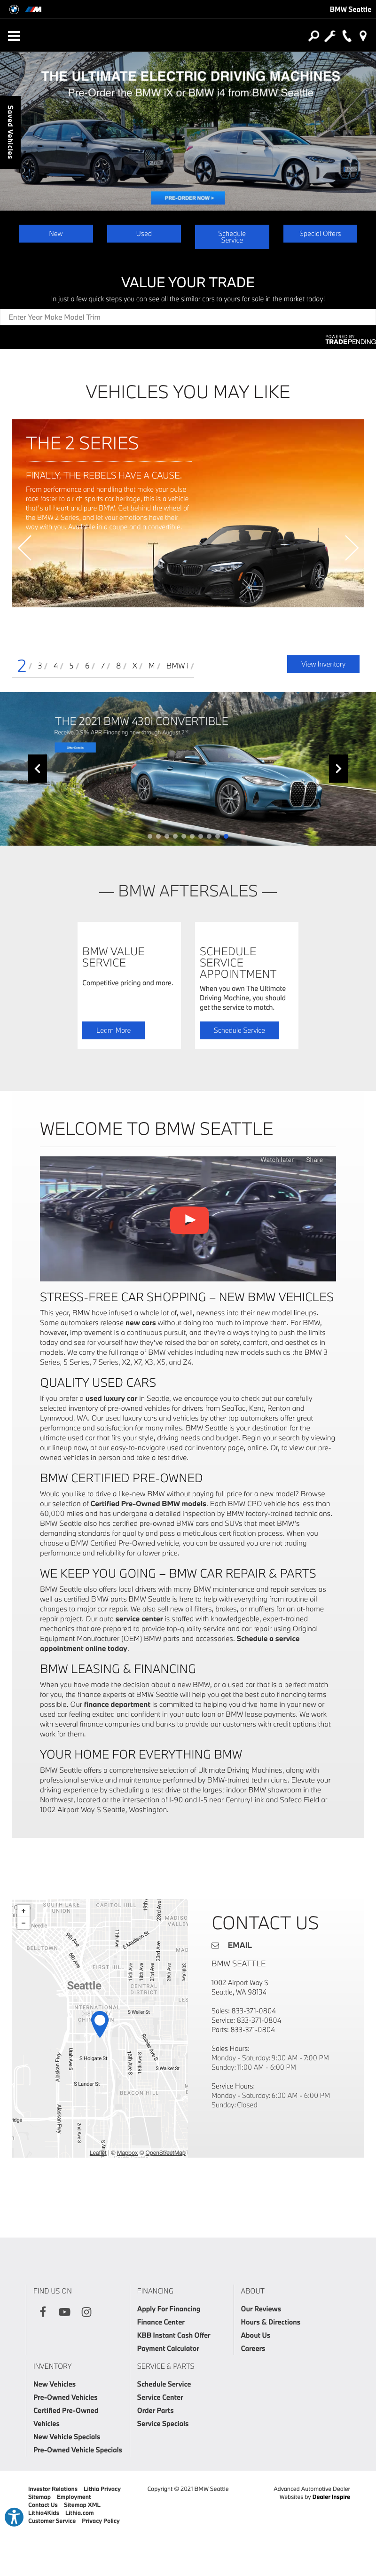 BMW Seattle
Saved Vehicles
THE ULTIMATE ELECTRIC DRIVING MACHINES
Pre-Order the BMW iX or BMW i4 from BMW Seattle
PRE-ORDER NOW >
New
Used
Schedule
Service
Special Offers
VALUE YOUR TRADE
In just a few quick steps you can see all the similar cars to yours for sale in the market today!
Enter Year Make Model Trim
POWERED BY
TRADEPENDING
VEHICLES YOU MAY LIKE
THE 2 SERIES
FINALLY, THE REBELS HAVE A CAUSE.
From performance and handling that make your pulse
race faster to a rich sports car heritage, this is a vehicle
that's all heart and pure BMW. Get behind the wheel of
the BMW 2 Series, and let your emotions have their
way with you. Available in a coupe and a convertible.
2 / 3 / 4 / 5 / 6 / 7 / 8 / X / M / BMW i /
View Inventory
THE 2021 BMW 430I CONVERTIBLE
Receive 0.9% APR Financing now through August 2nd
— BMW AFTERSALES —
BMW VALUE
SERVICE
Competitive pricing and more.
Learn More
SCHEDULE
SERVICE
APPOINTMENT
When you own The Ultimate
Driving Machine, you should
get the service to match.
Schedule Service
WELCOME TO BMW SEATTLE
Watch later Share
STRESS-FREE CAR SHOPPING – NEW BMW VEHICLES
This year, BMW have infused a whole lot of, well, newness into their new model lineups.
Some automakers release new cars without doing too much to improve them. For BMW,
however, improvement is a continuous pursuit, and they're always trying to push the limits
today and see for yourself how they've raised the bar on safety, comfort, and aesthetics in
models. We carry the full range of BMW vehicles including new models such as the BMW 3
Series, 5 Series, 7 Series, X2, X7, X3, X5, and Z4.
QUALITY USED CARS
If you prefer a used luxury car in Seattle, we encourage you to check out our carefully
selected inventory of pre-owned vehicles for drivers from SeaTac, Kent, Renton and
Lynnwood, WA. Our used luxury cars and vehicles by other top automakers offer great
performance and satisfaction for many miles. BMW Seattle is your destination for the
ultimate used car that fits your style, driving needs and budget. Begin your search by viewing
our lineup now, at our easy-to-navigate used car inventory page, online. Or, to view our pre-
owned vehicles in person and take a test drive.
BMW CERTIFIED PRE-OWNED
Would you like to drive a like-new BMW without paying full price for a new model? Browse
our selection of Certified Pre-Owned BMW models. Each BMW CPO vehicle has less than
60,000 miles and has undergone a detailed inspection by BMW factory-trained technicians.
BMW Seattle also has certified pre-owned BMW cars and SUVs that meet BMW's
demanding standards for quality and pass a meticulous certification process. When you
choose a BMW Certified Pre-Owned vehicle, you can be assured you are not trading
performance and reliability for a lower price.
WE KEEP YOU GOING – BMW CAR REPAIR & PARTS
BMW Seattle also offers local drives with many BMW maintenance and repair services as
well as certified BMW parts BMW Seattle is here to help with everything from routine oil
changes to major car repair. We also sell new oil filters, brakes, or mufflers for an at-home
repair project. Our auto service center is staffed with knowledgeable, expert-trained
mechanics that are prepared to provide top-quality service and car repair using Original
Equipment Manufacturer (OEM) BMW parts and accessories. Schedule a service
appointment online today.
BMW LEASING & FINANCING
When you have made the decision about a new BMW, or a used car that is a perfect match
for you, the finance experts at BMW Seattle will help you get the best auto financing terms
possible. Our finance department is committed to helping you drive home in your new or
used car feeling excited and confident in your auto loan or BMW lease payments. We work
with several finance companies and banks to provide our customers with credit options that
work for them.
YOUR HOME FOR EVERYTHING BMW
BMW Seattle offers a comprehensive selection of Ultimate Driving Machines, along with
professional service and maintenance performed by BMW-trained technicians. Elevate your
driving experience by scheduling a test drive at the largest indoor BMW showroom in the
Northwest, located at the intersection of I-90 and I-5 near CenturyLink and Safeco Field at
1002 Airport Way S Seattle, Washington.
SOUTH LAKE
UNION
CAPITOL HILL
BELLTOWN
E Madison St
FIRST HILL
Seattle
CENTRAL
DISTRICT
INTERNATIONAL
S Walker St
S Holgate St
S Lander St
BEACON HILL
Rainier Ave S
Alaskan Fwy
Leaflet | © Mapbox © OpenStreetMap
CONTACT US
EMAIL
BMW SEATTLE
1002 Airport Way S
Seattle, WA 98134
Sales: 833-371-0804
Service: 833-371-0804
Parts: 833-371-0804
Sales Hours:
Monday - Saturday: 9:00 AM - 7:00 PM
Sunday: 11:00 AM - 6:00 PM
Service Hours:
Monday - Saturday: 6:00 AM - 6:00 PM
Sunday: Closed
FIND US ON
FINANCING
Apply For Financing
Finance Center
KBB Instant Cash Offer
Payment Calculator
ABOUT
Our Reviews
Hours & Directions
About Us
Careers
INVENTORY
New Vehicles
Pre-Owned Vehicles
Certified Pre-Owned
Vehicles
New Vehicle Specials
Pre-Owned Vehicle Specials
SERVICE & PARTS
Schedule Service
Service Center
Order Parts
Service Specials
Investor Relations Lithia Privacy
Sitemap Employment
Contact Us Sitemap XML
Lithia4Kids Lithia.com
Customer Service Privacy Policy
Copyright © 2021 BMW Seattle
Advanced Automotive Dealer
Websites by Dealer Inspire